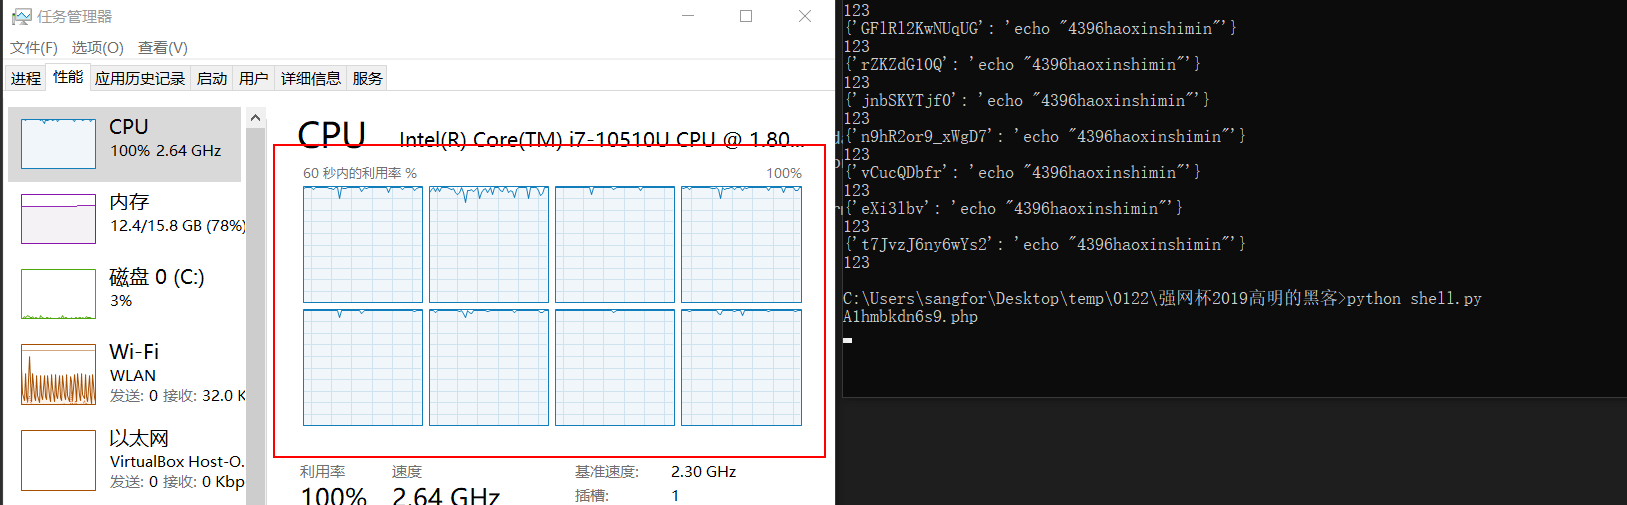 任务管理器
文件(F) 选项(O) 查看(V)
进程 性能 应用历史记录 启动 用户 详细信息 服务
CPU
100% 2.64 GHz
内存
12.4/15.8 GB (78%)
磁盘 0 (C:)
3%
Wi-Fi
WLAN
发送: 0 接收: 32.0 K
以太网
VirtualBox Host-O...
发送: 0 接收: 0 Kbp
CPU Intel(R) Core(TM) i7-10510U CPU @ 1.80...
60 秒内的利用率 % 100%
利用率 速度 基准速度: 2.30 GHz
100% 2.64 GHz 插槽: 1
123
{'GFlRl2KwNUqUG': 'echo "4396haoxinshimin"'}
123
{'rZKZdG10Q': 'echo "4396haoxinshimin"'}
123
{'jnbSKYTjf0': 'echo "4396haoxinshimin"'}
123
{'n9hR2or9_xWgD7': 'echo "4396haoxinshimin"'}
123
{'vCucQDbfr': 'echo "4396haoxinshimin"'}
123
{'eXi3lbv': 'echo "4396haoxinshimin"'}
123
{'t7JvzJ6ny6wYs2': 'echo "4396haoxinshimin"'}
123
C:\Users\sangfor\Desktop\temp\0122\强网杯2019高明的黑客>python shell.py
A1hmbkdn6s9.php